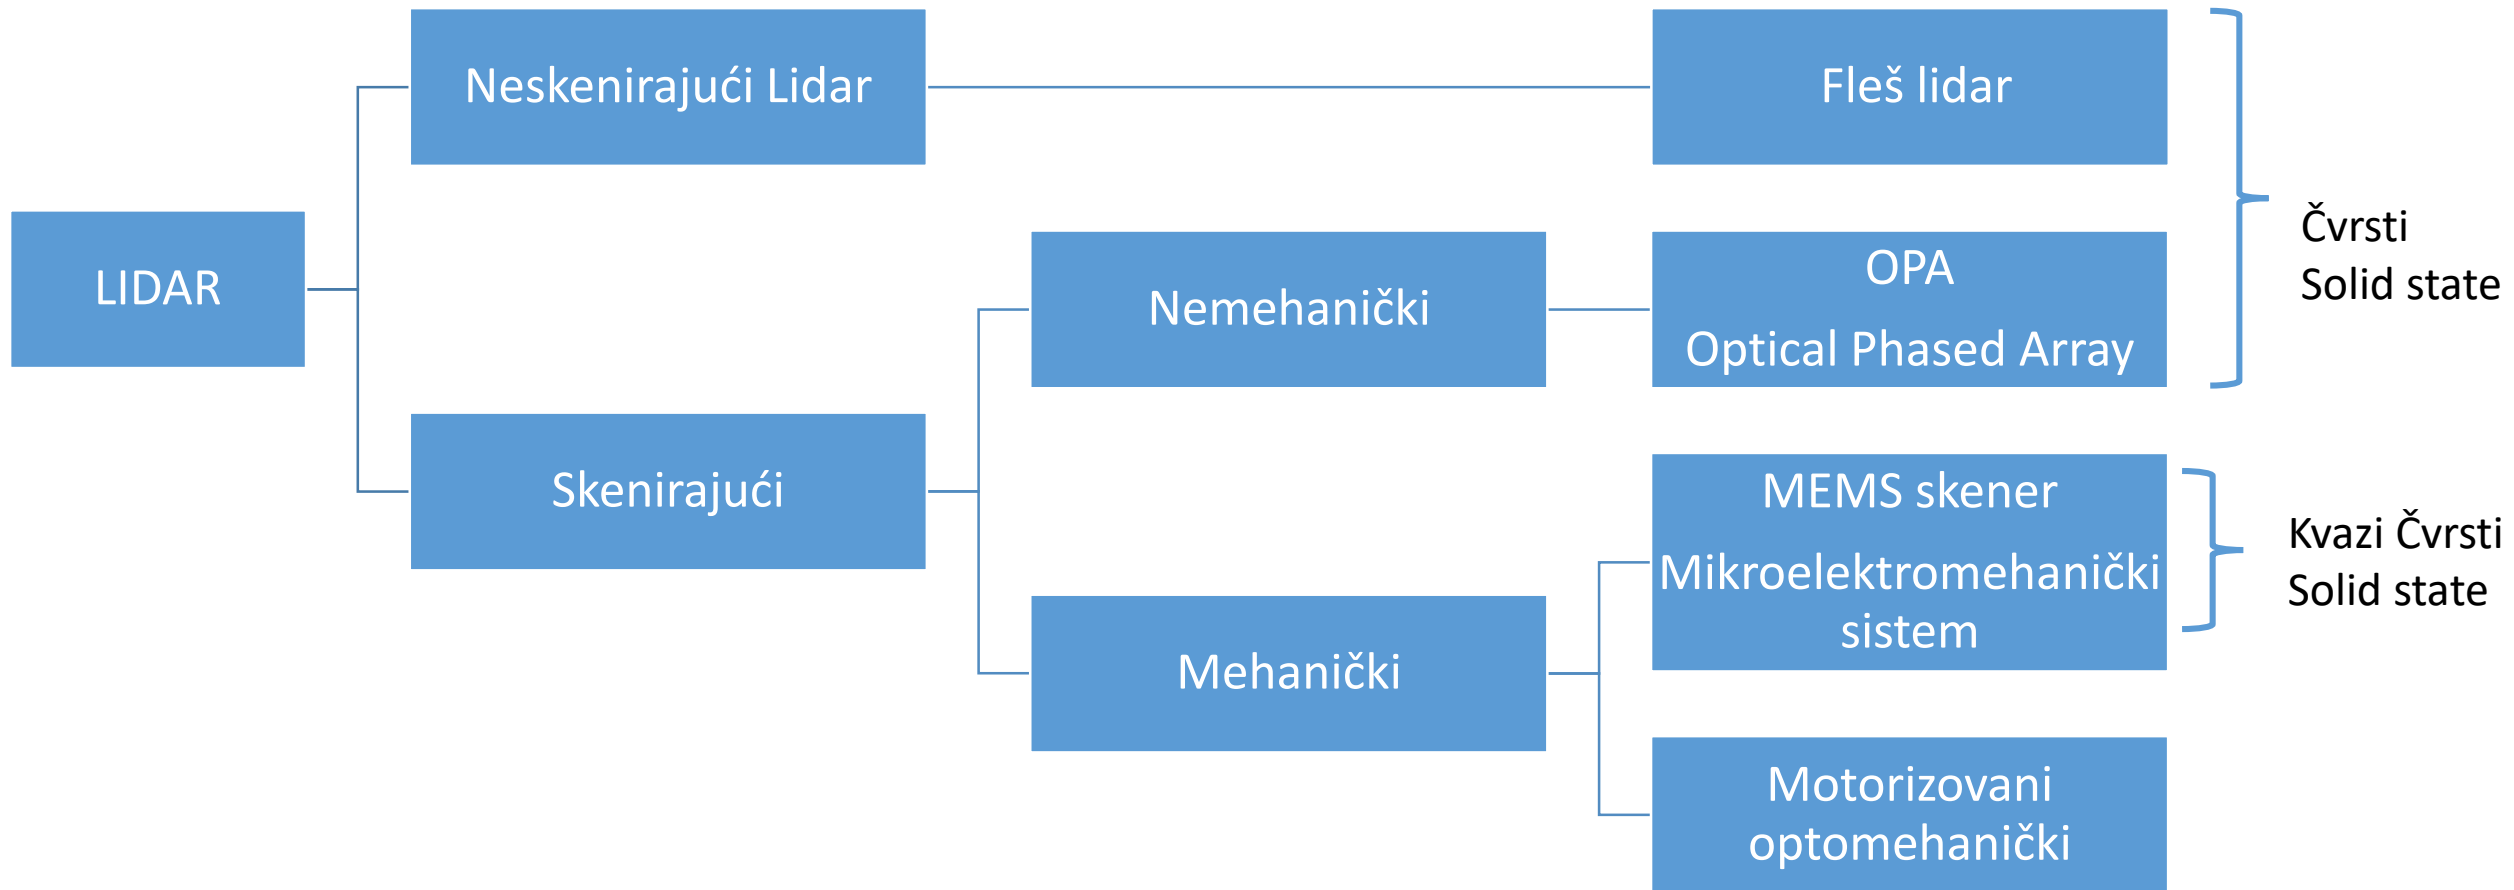 LIDAR
Neskenirajući Lidar
Fleš lidar
Skenirajući
Nemehanički
OPA
Optical Phased Array
Mehanički
MEMS skener
Mikroelektromehanički
sistem
Motorizovani
optomehanički
Čvrsti
Solid state
Kvazi Čvrsti
Solid state